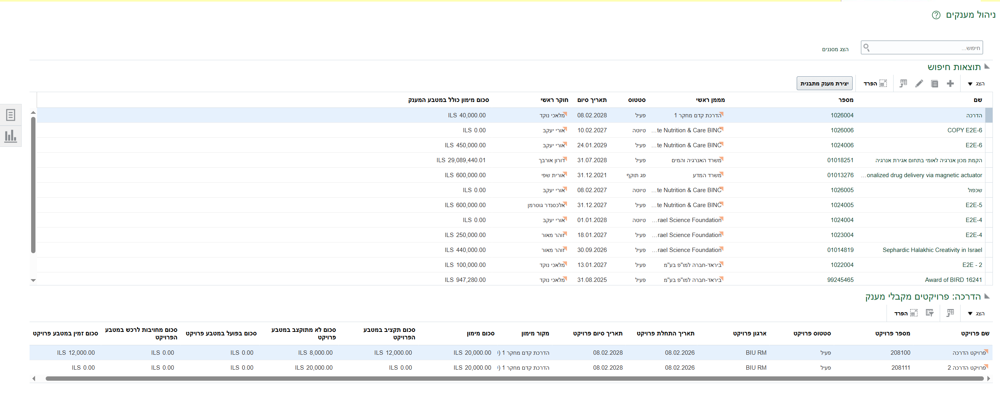 ניהול מענקים
חיפוש...
הצג מסננים
תוצאות חיפוש
הצג
הפרד
יצירת מענק מתבנית
שם מספר מממן ראשי סטטוס תאריך סיום חוקר ראשי סכום מימון כולל במטבע המענק
הדרכה 1026004 הדרכת קדם מחקר 1 פעיל 08.02.2028 מלאכי נוקד ILS 40,000.00
COPY E2E-6 1026006 ...te Nutrition & Care BINC טיוטה 10.02.2027 אורי יעקב ILS 0.00
E2E-6 1024006 ...te Nutrition & Care BINC פעיל 24.01.2029 אורי יעקב ILS 450,000.00
הקמת מכון אנרגיה לאומי בתחום אגירת אנרגיה 01018251 משרד האנרגיה והמים פעיל 31.07.2028 דורון אורבך ILS 29,089,440.01
...onalized drug delivery via magnetic actuator 01013276 משרד המדע פג תוקף 31.12.2021 אורית שפי ILS 600,000.00
שכפול 1026005 ...te Nutrition & Care BINC טיוטה 08.02.2027 אורי יעקב ILS 0.00
E2E-5 1024005 ...te Nutrition & Care BINC פעיל 31.12.2027 אלכסנדר גוטרמן ILS 600,000.00
E2E-4 1024004 ...rael Science Foundation טיוטה 01.01.2028 אורי יעקב ILS 0.00
E2E-4 1023004 ...rael Science Foundation פעיל 18.01.2027 זוהר מאור ILS 250,000.00
Sephardic Halakhic Creativity in Israel 01014819 ...rael Science Foundation פעיל 30.09.2026 זוהר מאור ILS 440,000.00
E2E - 2 1022004 ביראד-חברה למו"פ בע"מ פעיל 13.01.2027 מלאכי נוקד ILS 100,000.00
Award of BIRD 16241 99245465 ביראד-חברה למו"פ בע"מ פעיל 31.08.2025 מלאכי נוקד ILS 947,280.00
הדרכה: פרויקטים מקבלי מענק
הצג
הפרד
שם פרויקט מספר פרויקט סטטוס פרויקט ארגון פרויקט תאריך התחלת פרויקט תאריך סיום פרויקט מקור מימון סכום מימון סכום תקציב במטבע הפרויקט סכום לא מתוקצב במטבע פרויקט סכום בפועל במטבע פרויקט סכום מחויבות לרכש במטבע הפרויקט סכום זמין במטבע פרויקט
פרויקט הדרכה 208100 פעיל BIU RM 08.02.2026 08.02.2028 הדרכת קדם מחקר 1 ( ILS 20,000.00 ILS 12,000.00 ILS 8,000.00 ILS 0.00 ILS 0.00 ILS 12,000.00
פרויקט הדרכה 2 208111 פעיל BIU RM 08.02.2026 08.02.2028 הדרכת קדם מחקר 1 ( ILS 20,000.00 ILS 0.00 ILS 20,000.00 ILS 0.00 ILS 0.00 ILS 0.00